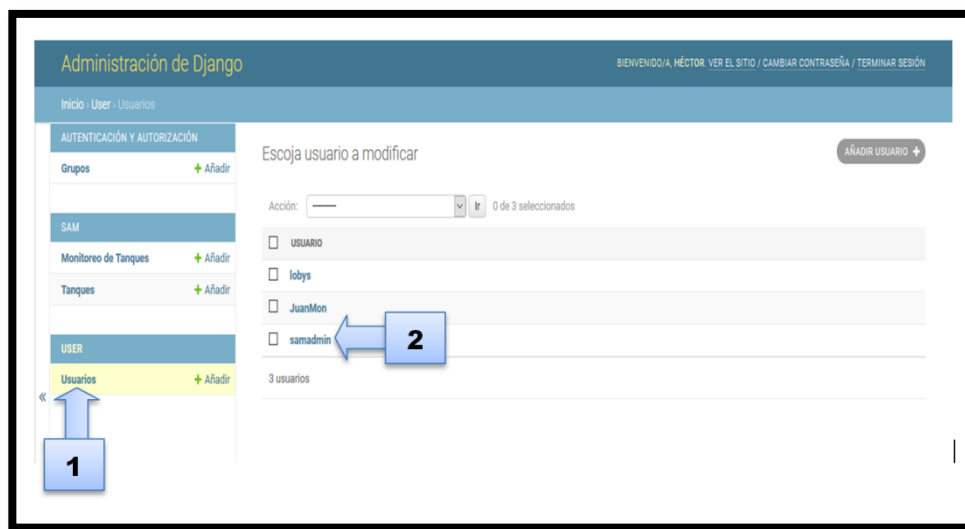 Administración de Django
BIENVENIDO/A, HÉCTOR. VER EL SITIO / CAMBIAR CONTRASEÑA / TERMINAR SESIÓN
Inicio › User › Usuarios
AUTENTICACIÓN Y AUTORIZACIÓN
Grupos + Añadir
SAM
Monitoreo de Tanques + Añadir
Tanques + Añadir
USER
Usuarios + Añadir
«
1
Escoja usuario a modificar
AÑADIR USUARIO +
Acción: --------- Ir 0 de 3 seleccionados
USUARIO
lobys
JuanMon
samadmin
2
3 usuarios